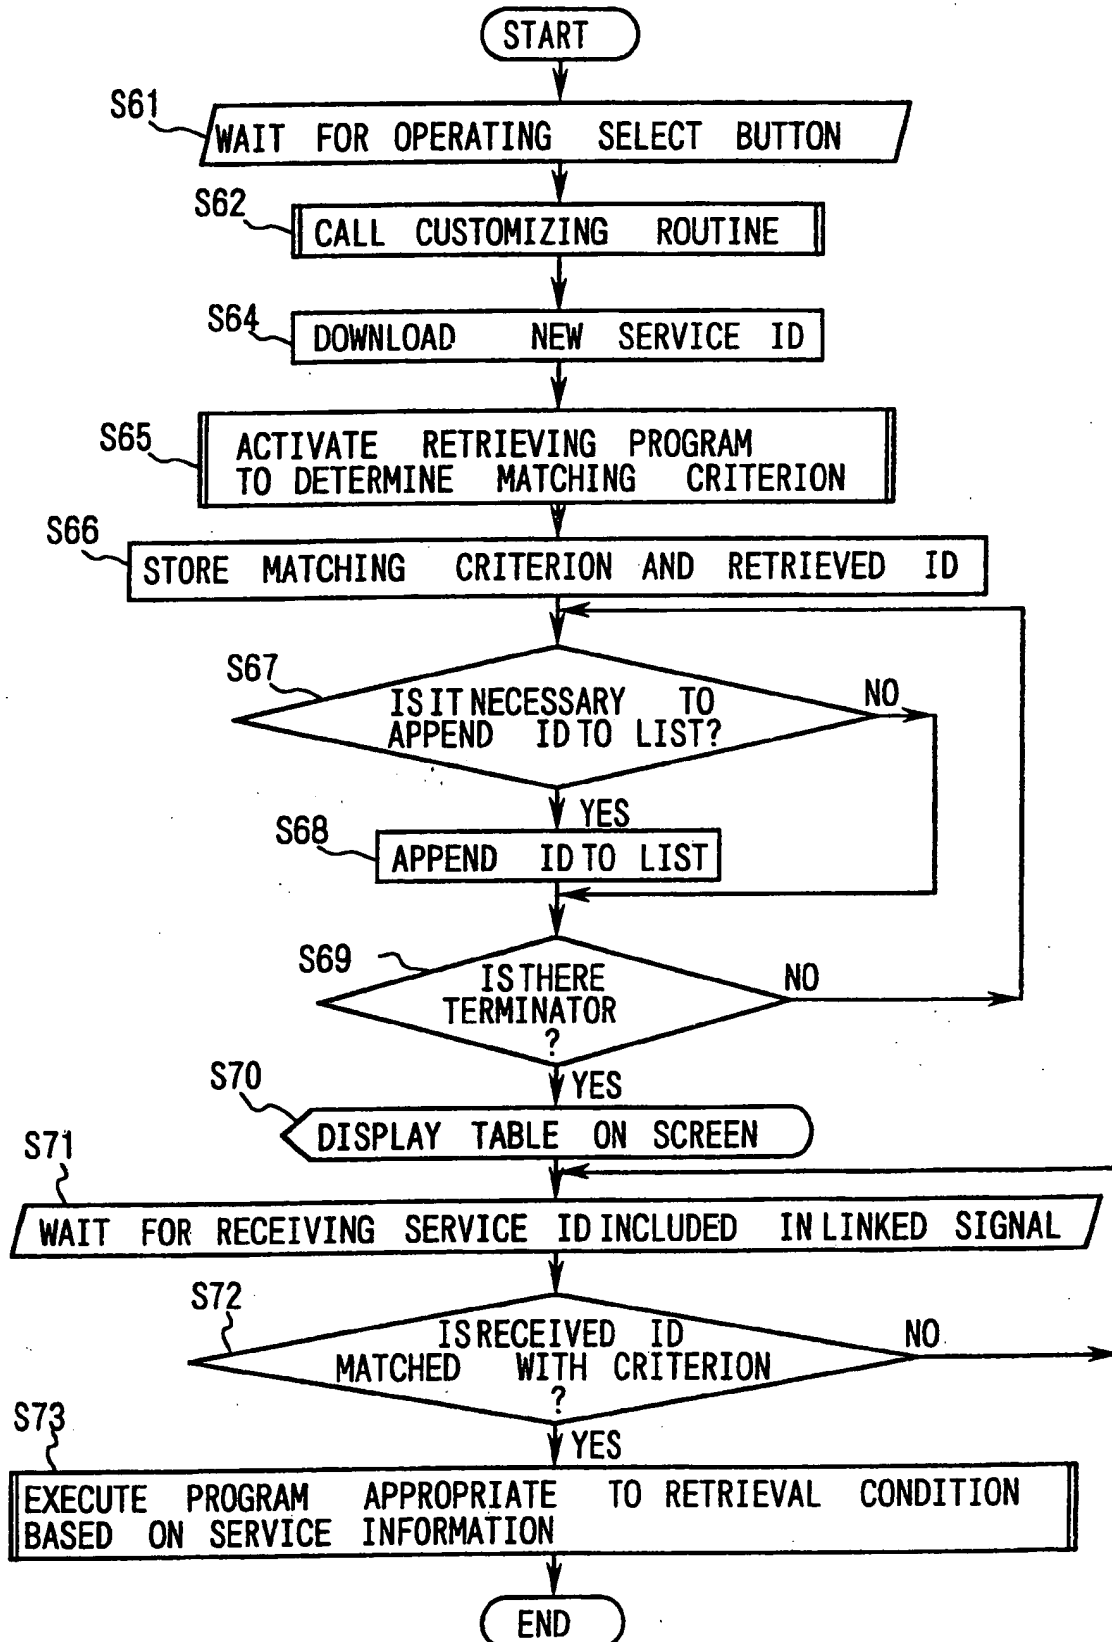 START
S61
WAIT FOR OPERATING SELECT BUTTON
S62
CALL CUSTOMIZING ROUTINE
S64
DOWNLOAD NEW SERVICE ID
S65
ACTIVATE RETRIEVING PROGRAM
TO DETERMINE MATCHING CRITERION
S66
STORE MATCHING CRITERION AND RETRIEVED ID
S67
IS IT NECESSARY TO
APPEND ID TO LIST?
NO
YES
S68
APPEND ID TO LIST
S69
IS THERE
TERMINATOR
?
NO
YES
S70
DISPLAY TABLE ON SCREEN
S71
WAIT FOR RECEIVING SERVICE ID INCLUDED IN LINKED SIGNAL
S72
IS RECEIVED ID
MATCHED WITH CRITERION
?
NO
YES
S73
EXECUTE PROGRAM APPROPRIATE TO RETRIEVAL CONDITION
BASED ON SERVICE INFORMATION
END